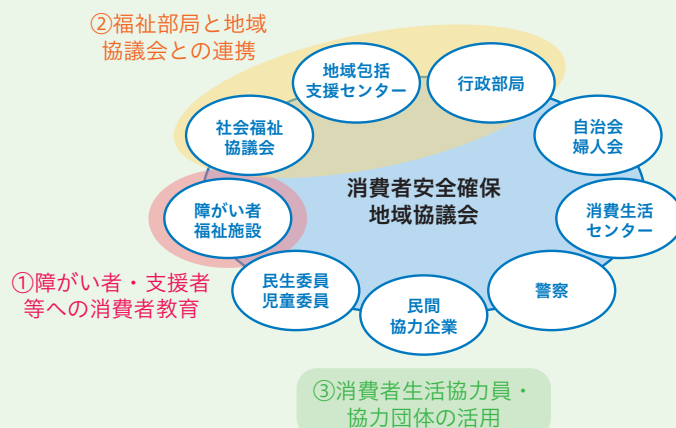 ②福祉部局と地域
協議会との連携
地域包括
支援センター
行政部局
社会福祉
協議会
自治会
婦人会
消費者安全確保
地域協議会
障がい者
福祉施設
消費生活
センター
①障がい者・支援者
等への消費者教育
民生委員
児童委員
民間
協力企業
警察
③消費者生活協力員・
協力団体の活用